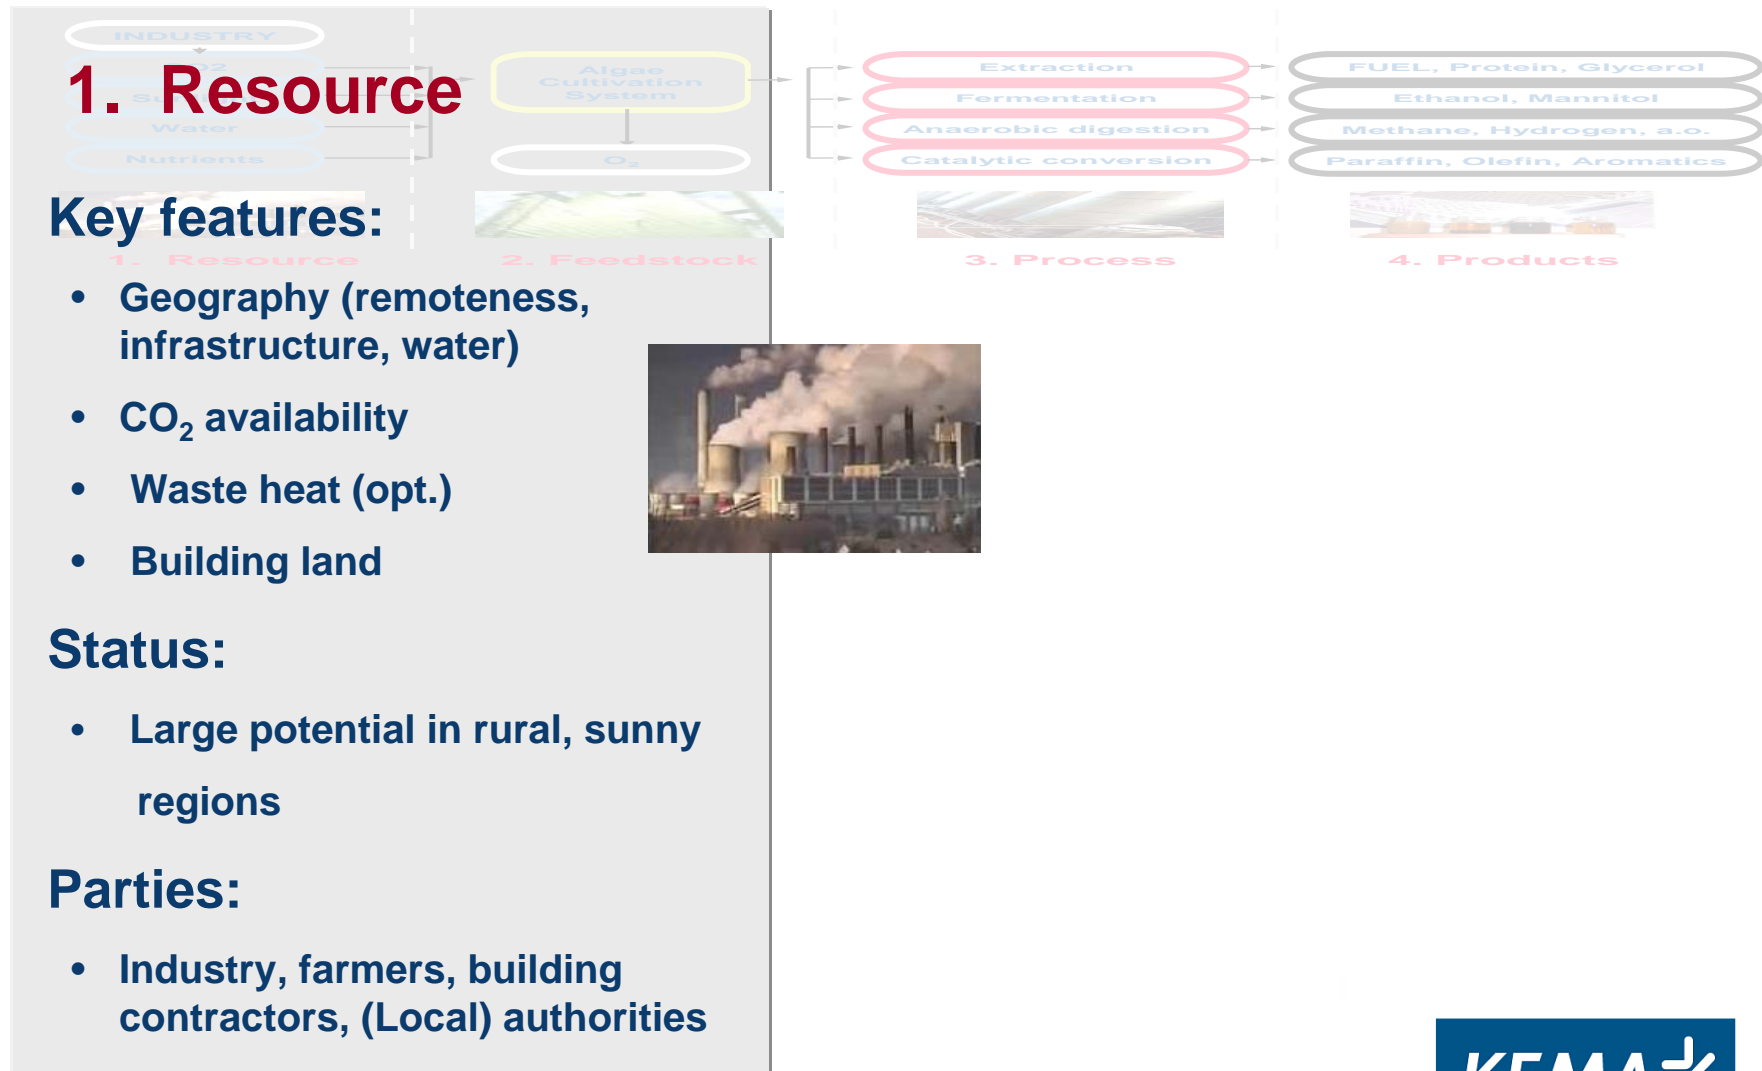 INDUSTRY
Water
Nutrients
Algae
Cultivation
System
O₂
Extraction
Fermentation
Anaerobic digestion
Catalytic conversion
FUEL, Protein, Glycerol
Ethanol, Mannitol
Methane, Hydrogen, a.o.
Paraffin, Olefin, Aromatics
1. Resource
2. Feedstock
3. Process
4. Products
1. Resource
Key features:
• Geography (remoteness,
infrastructure, water)
• CO₂ availability
• Waste heat (opt.)
• Building land
Status:
• Large potential in rural, sunny
regions
Parties:
• Industry, farmers, building
contractors, (Local) authorities
KEMA